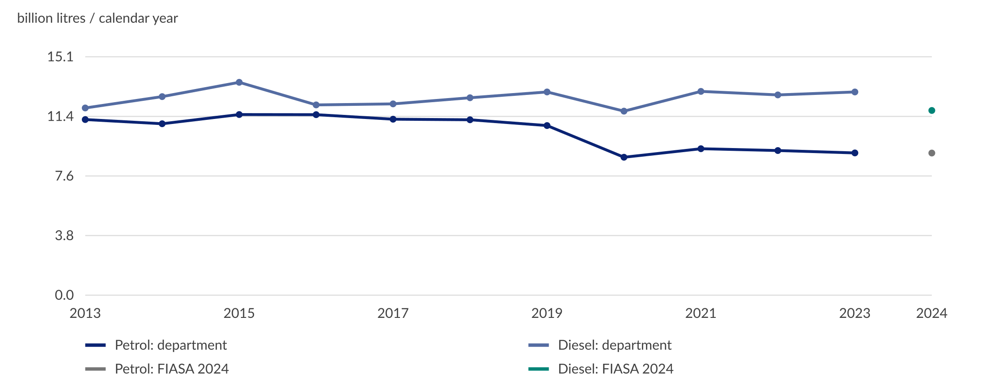 billion litres / calendar year
15.1
11.4
7.6
3.8
0.0
2013 2015 2017 2019 2021 2023 2024
Petrol: department Diesel: department
Petrol: FIASA 2024 Diesel: FIASA 2024